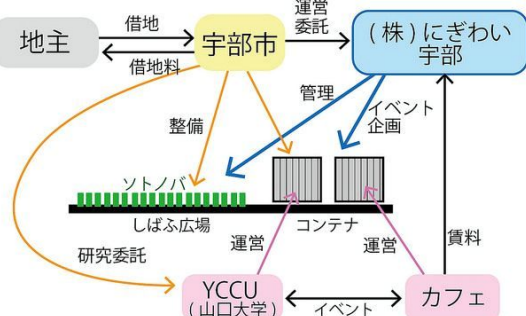 地主
借地
借地料
宇部市
運営
委託
(株)にぎわい
宇部
整備
管理
イベント
企画
ソトノバ
しばふ広場
コンテナ
研究委託
運営
運営
賃料
YCCU
(山口大学)
イベント
カフェ